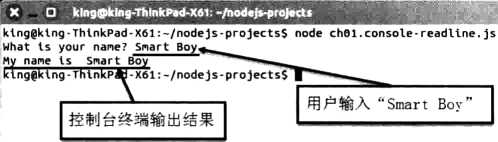 king@king-ThinkPad-X61: ~/nodejs-projects
king@king-ThinkPad-X61:~/nodejs-projects$ node ch01.console-readline.js
What is your name? Smart Boy
My name is  Smart Boy
king@king-ThinkPad-X61:~/nodejs-projects$
用户输入“Smart Boy”
控制台终端输出结果